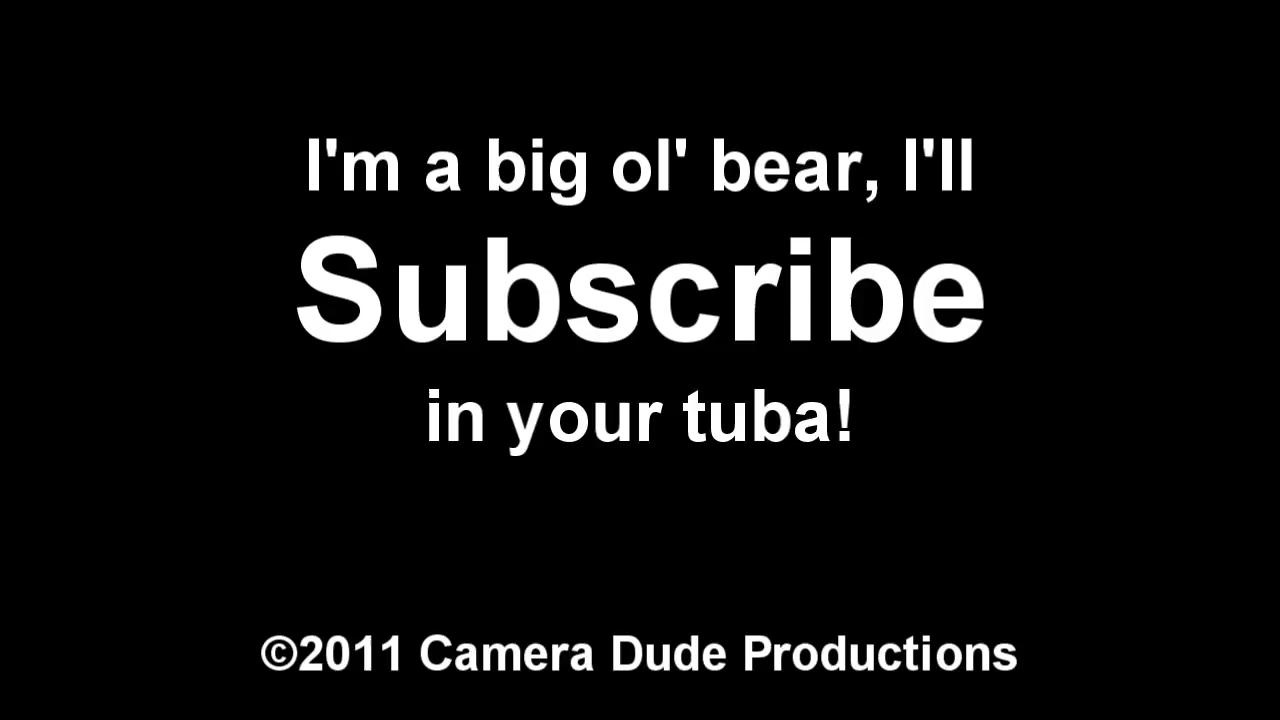 I'm a big ol' bear, I'll
Subscribe
in your tuba!
©2011 Camera Dude Productions